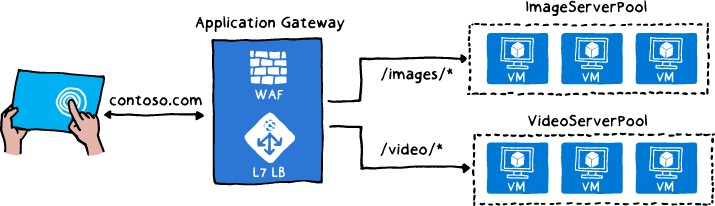 Application Gateway
ImageServerPool
contoso.com
WAF
L7 LB
/images/*
VM
VM
VM
VideoServerPool
/video/*
VM
VM
VM